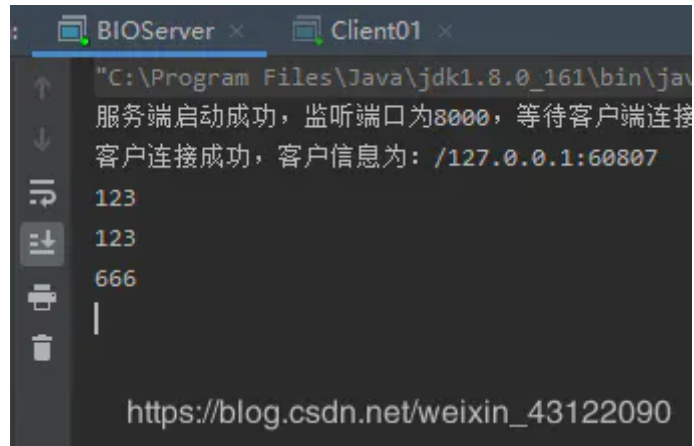 : BIOServer × Client01 ×
"C:\Program Files\Java\jdk1.8.0_161\bin\jav
服务端启动成功，监听端口为8000，等待客户端连接
客户连接成功，客户信息为：/127.0.0.1:60807
123
123
666
https://blog.csdn.net/weixin_43122090